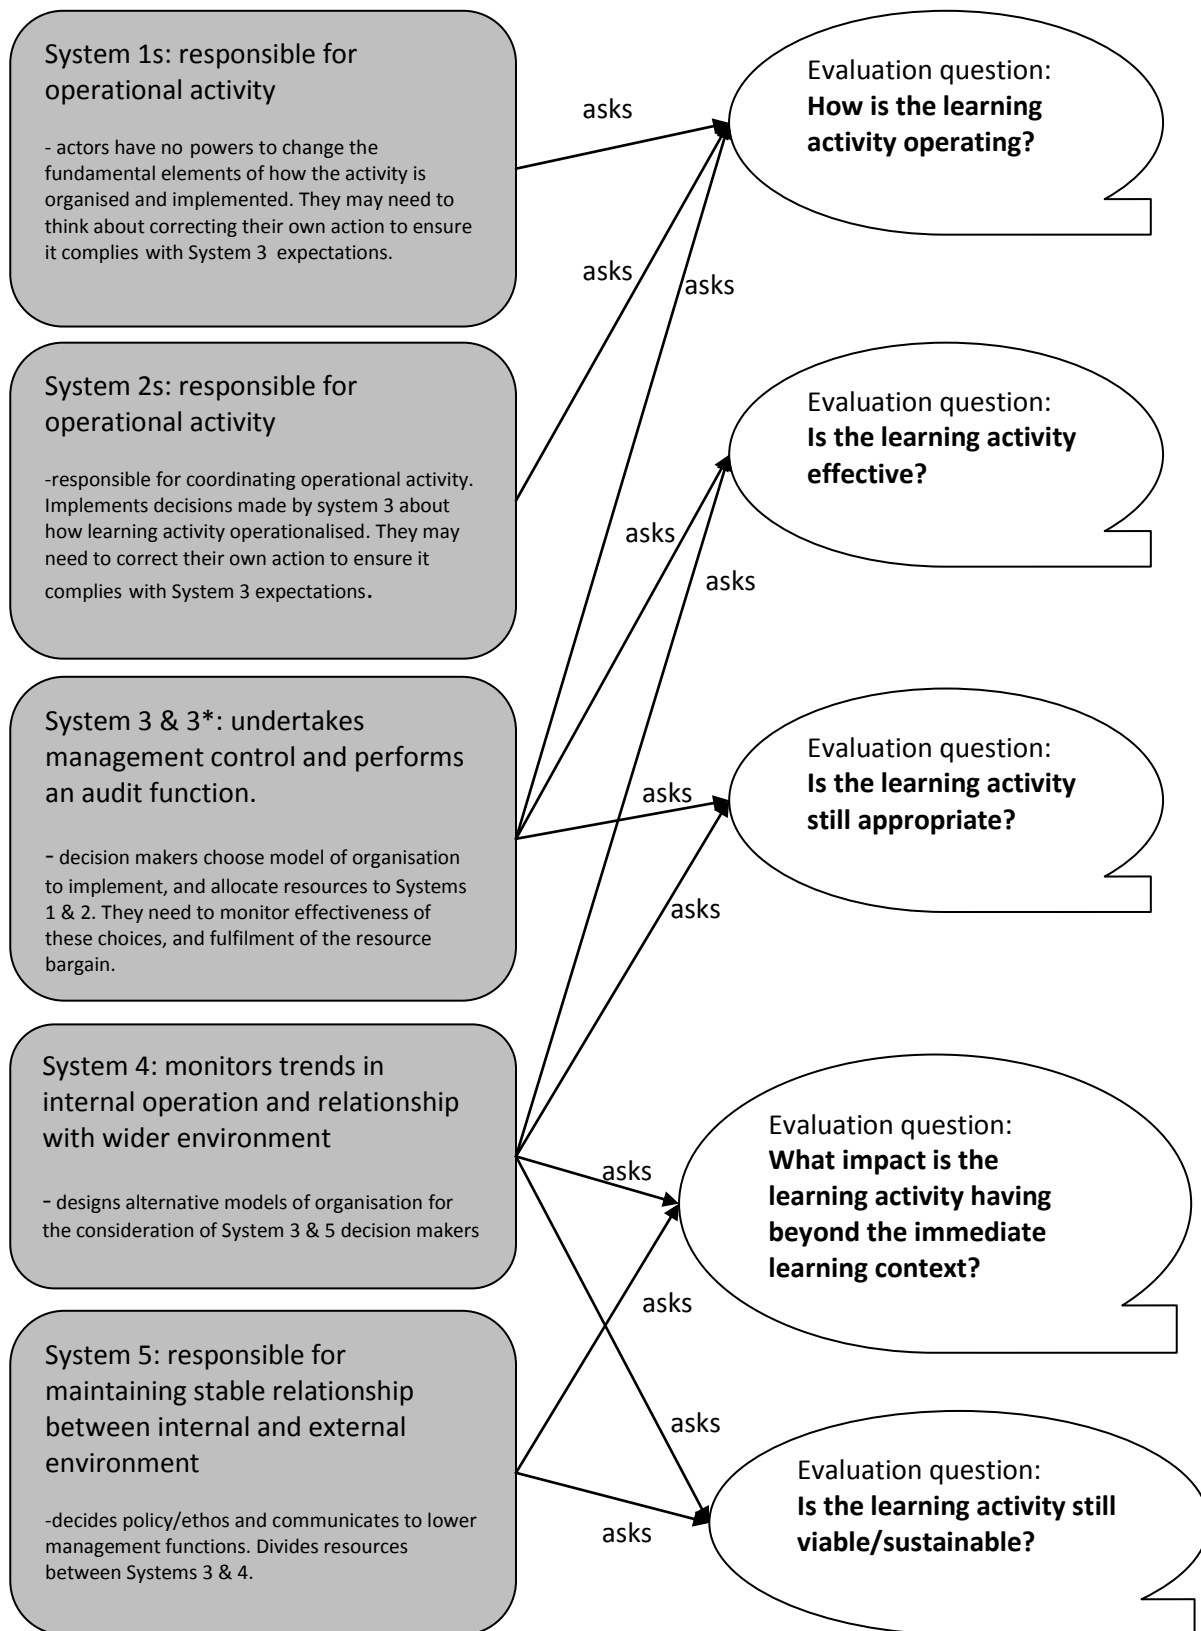 System 1s: responsible for
operational activity
- actors have no powers to change the
fundamental elements of how the activity is
organised and implemented. They may need to
think about correcting their own action to ensure
it complies with System 3 expectations.
asks
Evaluation question:
How is the learning
activity operating?
asks
asks
System 2s: responsible for
operational activity
-responsible for coordinating operational activity.
Implements decisions made by system 3 about
how learning activity operationalised. They may
need to correct their own action to ensure it
complies with System 3 expectations.
Evaluation question:
Is the learning activity
effective?
asks
asks
System 3 & 3*: undertakes
management control and performs
an audit function.
- decision makers choose model of organisation
to implement, and allocate resources to Systems
1 & 2. They need to monitor effectiveness of
these choices, and fulfilment of the resource
bargain.
asks
Evaluation question:
Is the learning activity
still appropriate?
asks
System 4: monitors trends in
internal operation and relationship
with wider environment
- designs alternative models of organisation for
the consideration of System 3 & 5 decision makers
asks
Evaluation question:
What impact is the
learning activity having
beyond the immediate
learning context?
asks
System 5: responsible for
maintaining stable relationship
between internal and external
environment
-decides policy/ethos and communicates to lower
management functions. Divides resources
between Systems 3 & 4.
asks
asks
Evaluation question:
Is the learning activity still
viable/sustainable?